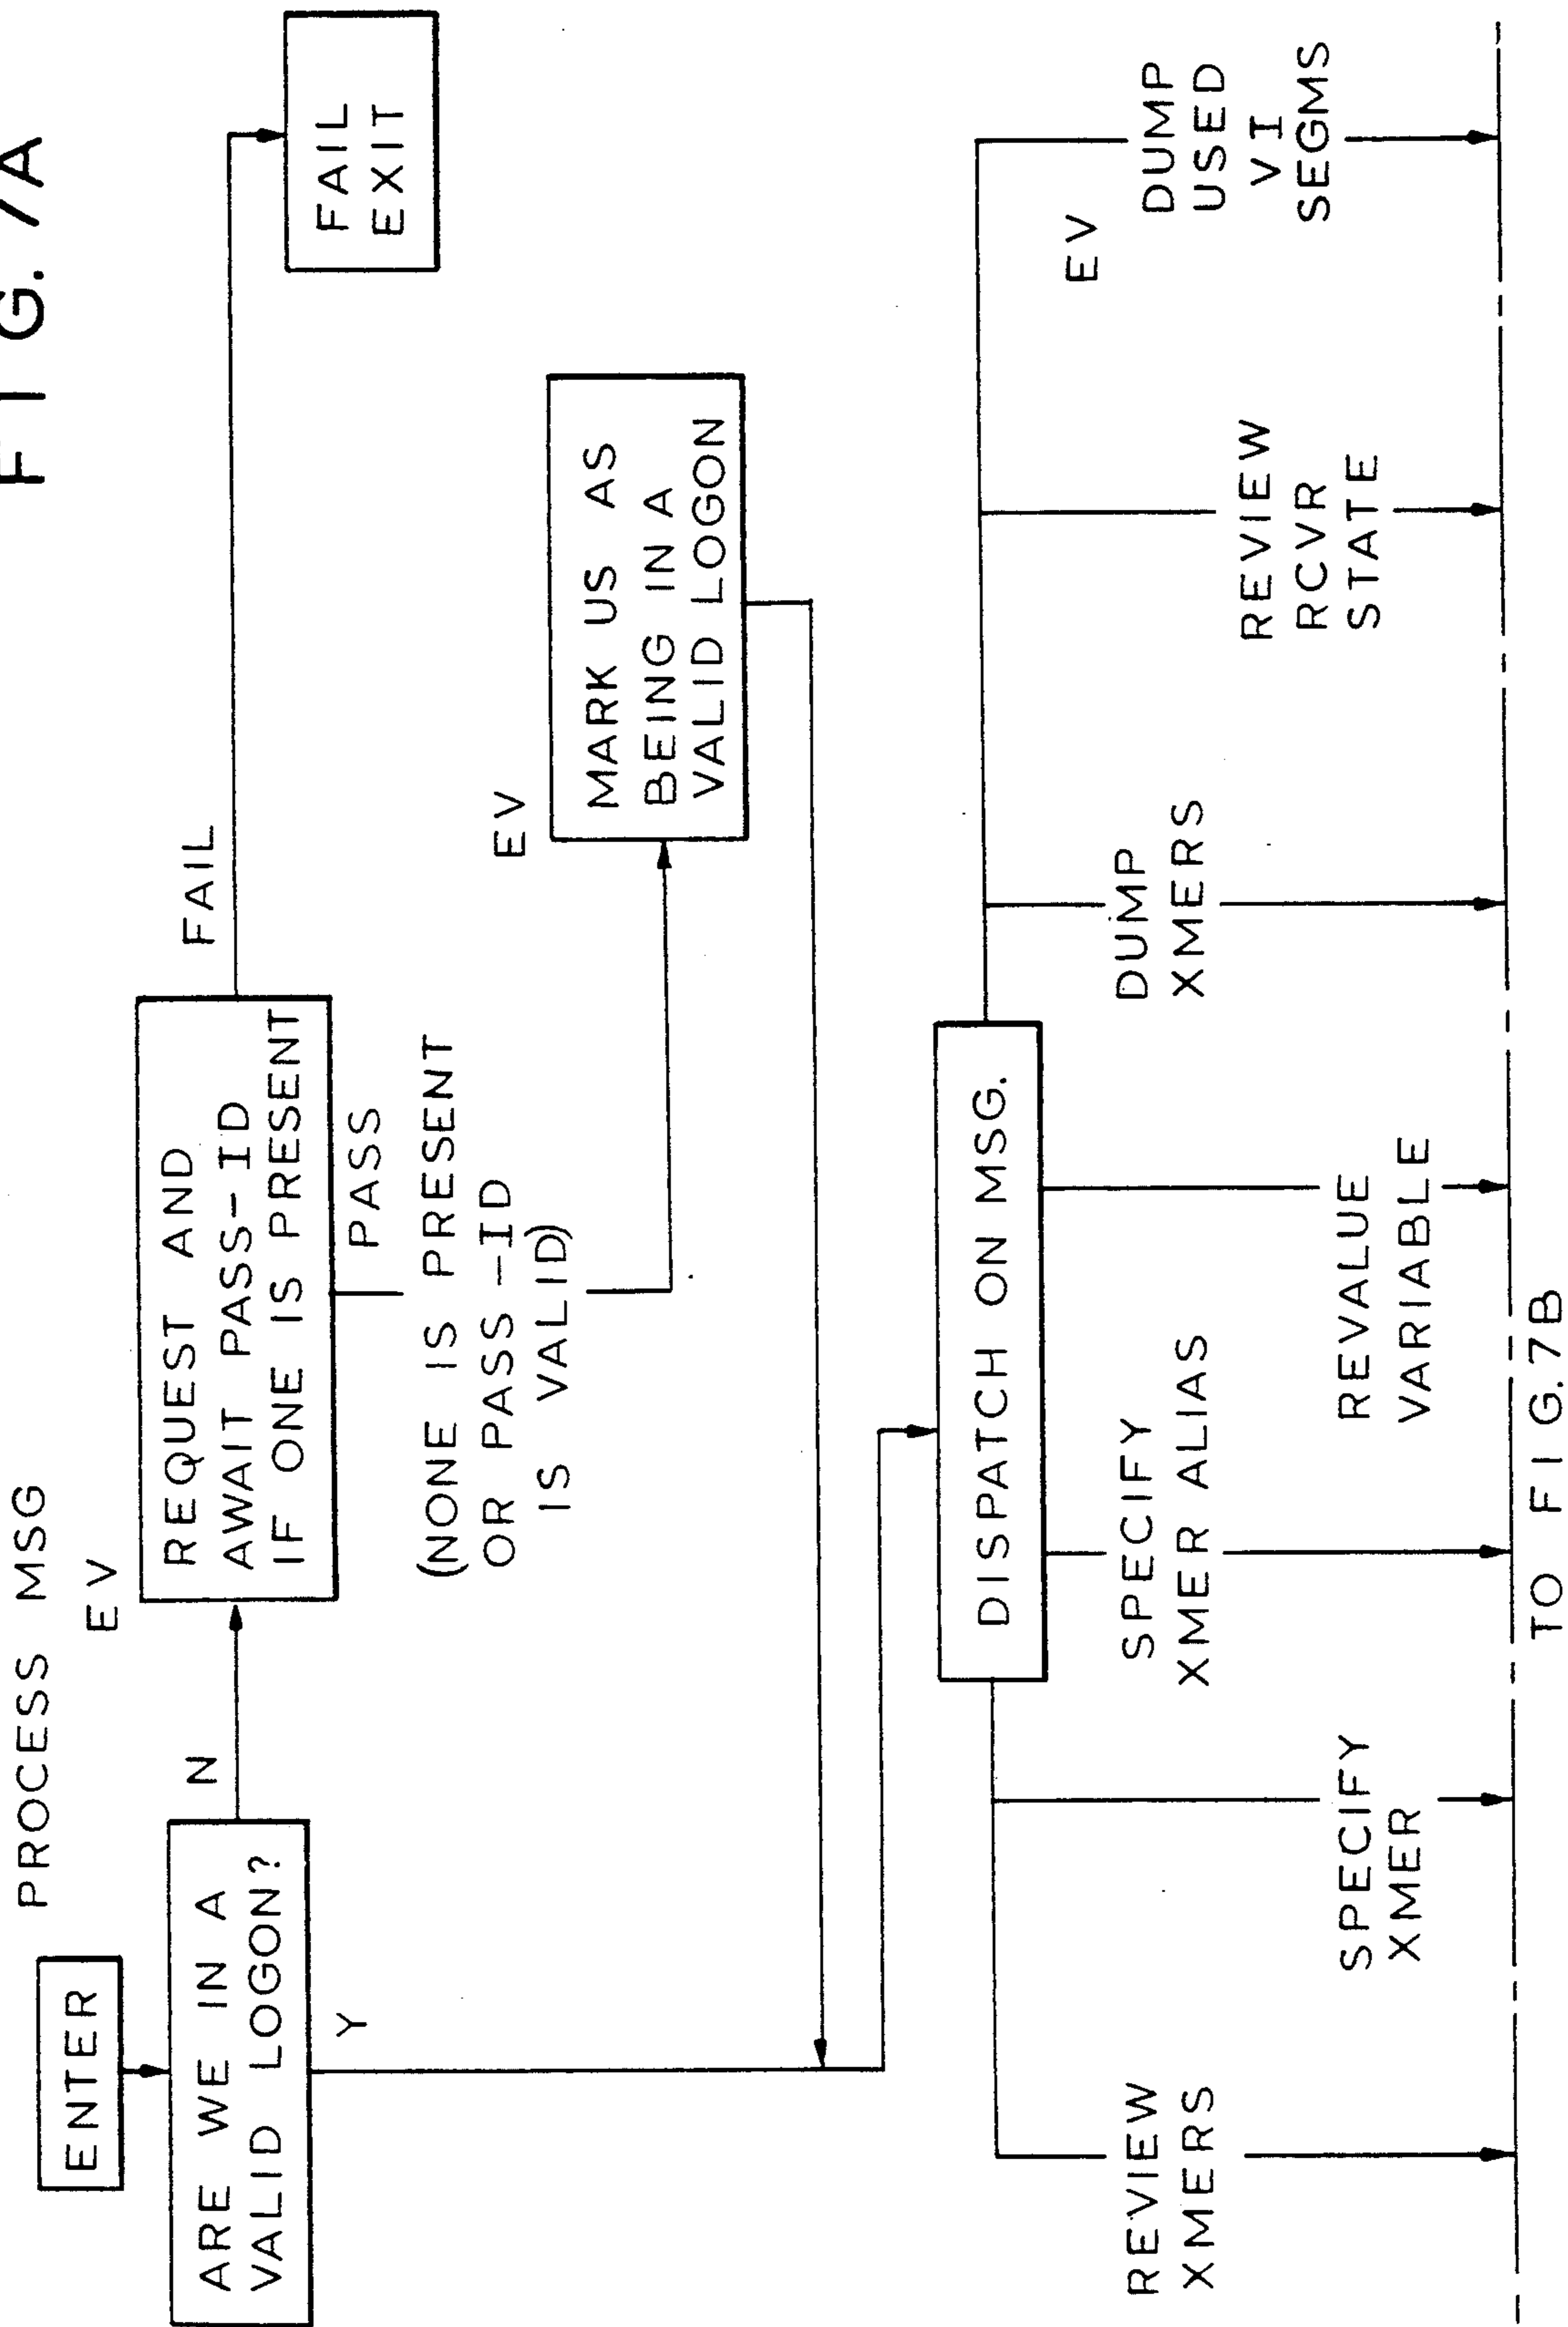 FIG. 7A
PROCESS MSG
ENTER
EV
ARE WE IN A
VALID LOGON?
N
Y
REQUEST AND
AWAIT PASS-ID
IF ONE IS PRESENT
FAIL
FAIL
EXIT
PASS
(NONE IS PRESENT
OR PASS-ID
IS VALID)
EV
MARK US AS
BEING IN A
VALID LOGON
DISPATCH ON MSG.
REVIEW
XMERS
SPECIFY
XMER
SPECIFY
XMER ALIAS
REVALUE
VARIABLE
DUMP
XMERS
REVIEW
RCVR
STATE
EV
DUMP
USED
VI
SEGMS
TO FIG. 7B